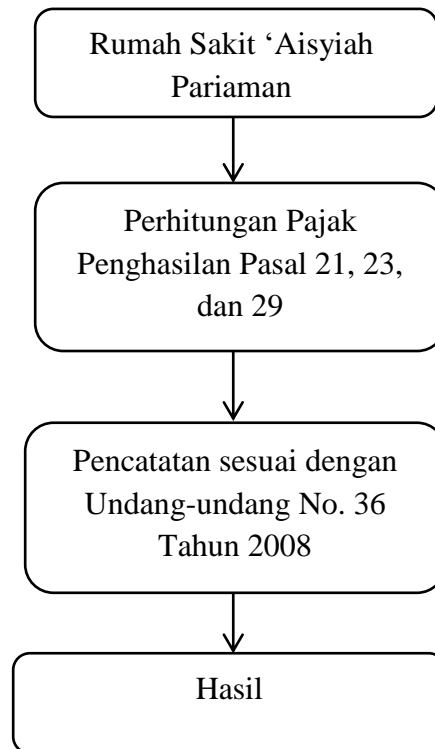 Rumah Sakit ‘Aisyiah
Pariaman
Perhitungan Pajak
Penghasilan Pasal 21, 23,
dan 29
Pencatatan sesuai dengan
Undang-undang No. 36
Tahun 2008
Hasil